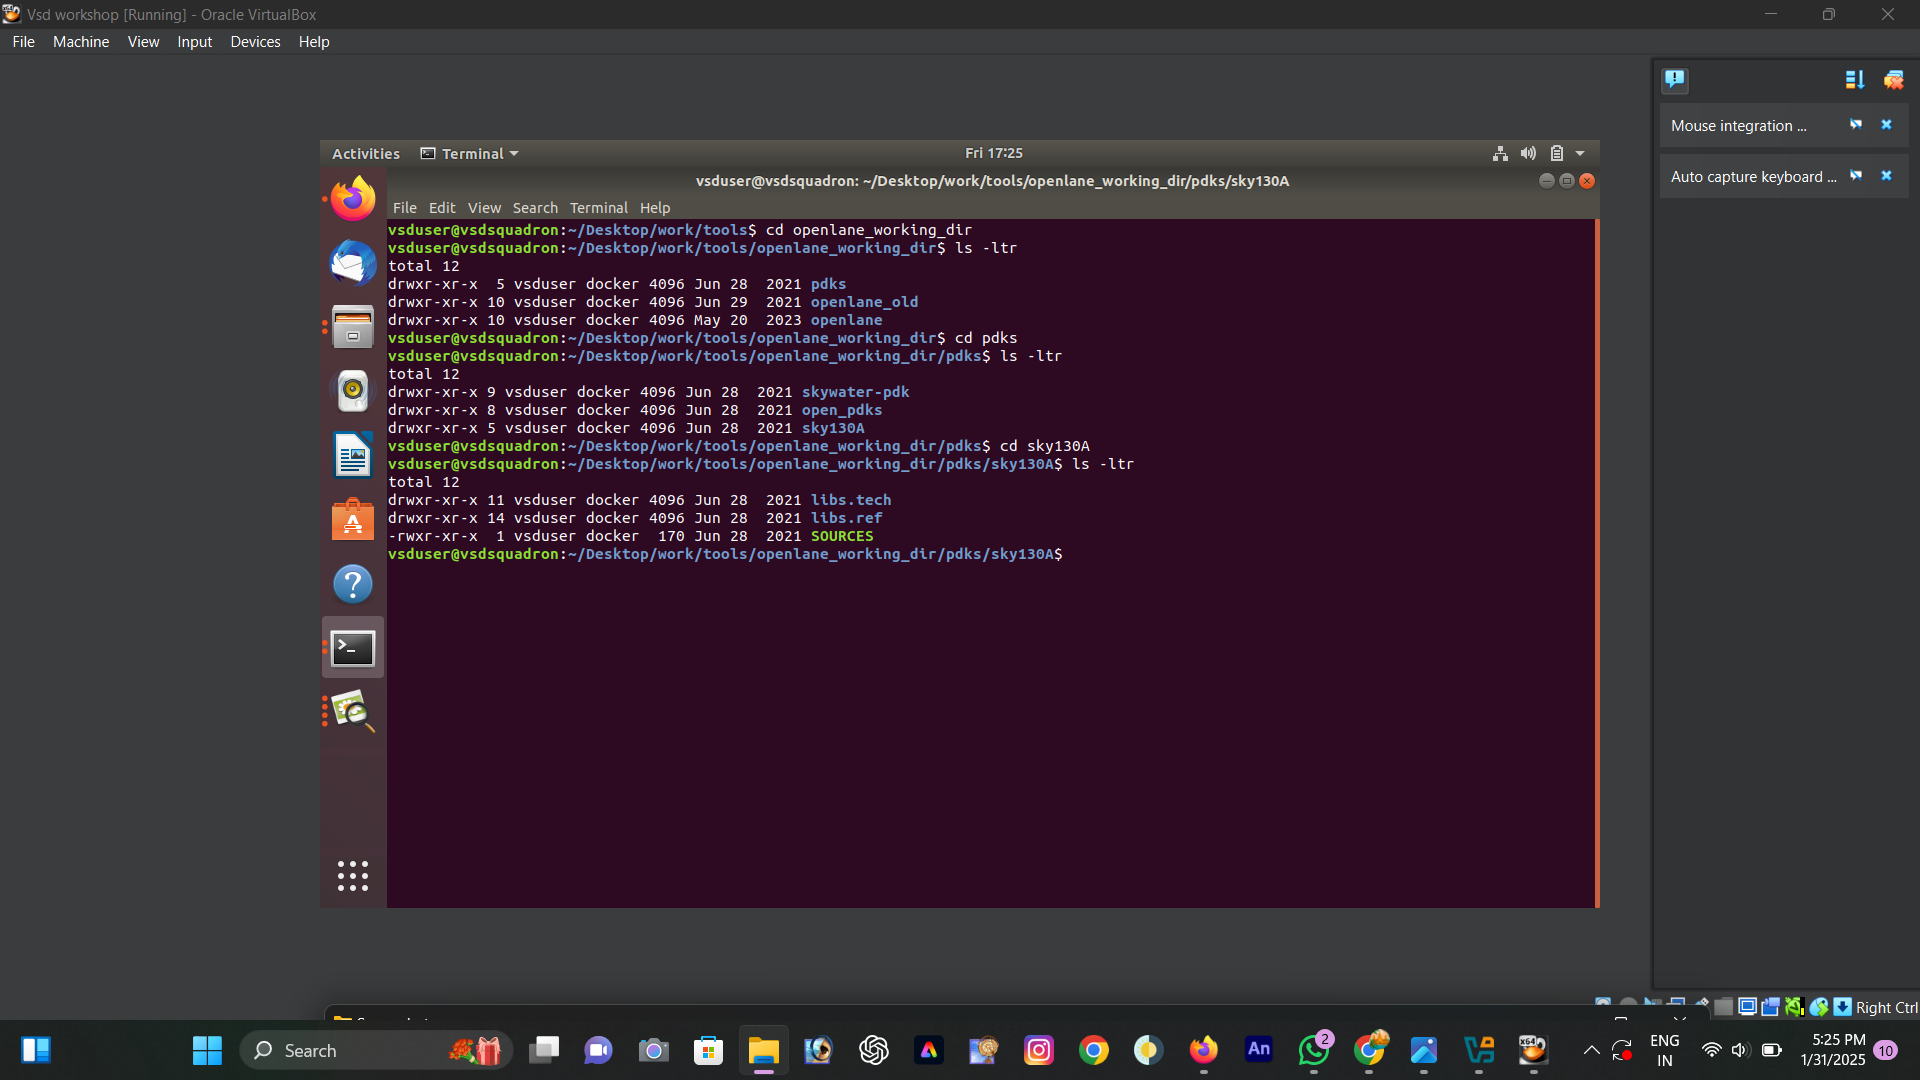 Vsd workshop [Running] - Oracle VirtualBox
File Machine View Input Devices Help
Mouse integration ...
Auto capture keyboard ...
Activities Terminal Fri 17:25
vsduser@vsdsquadron: ~/Desktop/work/tools/openlane_working_dir/pdks/sky130A
File Edit View Search Terminal Help
vsduser@vsdsquadron:~/Desktop/work/tools$ cd openlane_working_dir
vsduser@vsdsquadron:~/Desktop/work/tools/openlane_working_dir$ ls -ltr
total 12
drwxr-xr-x  5 vsduser docker 4096 Jun 28  2021 pdks
drwxr-xr-x 10 vsduser docker 4096 Jun 29  2021 openlane_old
drwxr-xr-x 10 vsduser docker 4096 May 20  2023 openlane
vsduser@vsdsquadron:~/Desktop/work/tools/openlane_working_dir$ cd pdks
vsduser@vsdsquadron:~/Desktop/work/tools/openlane_working_dir/pdks$ ls -ltr
total 12
drwxr-xr-x 9 vsduser docker 4096 Jun 28  2021 skywater-pdk
drwxr-xr-x 8 vsduser docker 4096 Jun 28  2021 open_pdks
drwxr-xr-x 5 vsduser docker 4096 Jun 28  2021 sky130A
vsduser@vsdsquadron:~/Desktop/work/tools/openlane_working_dir/pdks$ cd sky130A
vsduser@vsdsquadron:~/Desktop/work/tools/openlane_working_dir/pdks/sky130A$ ls -ltr
total 12
drwxr-xr-x 11 vsduser docker 4096 Jun 28  2021 libs.tech
drwxr-xr-x 14 vsduser docker 4096 Jun 28  2021 libs.ref
-rwxr-xr-x  1 vsduser docker  170 Jun 28  2021 SOURCES
vsduser@vsdsquadron:~/Desktop/work/tools/openlane_working_dir/pdks/sky130A$
Right Ctrl
Search
An
2
ENG
IN
5:25 PM
1/31/2025
10